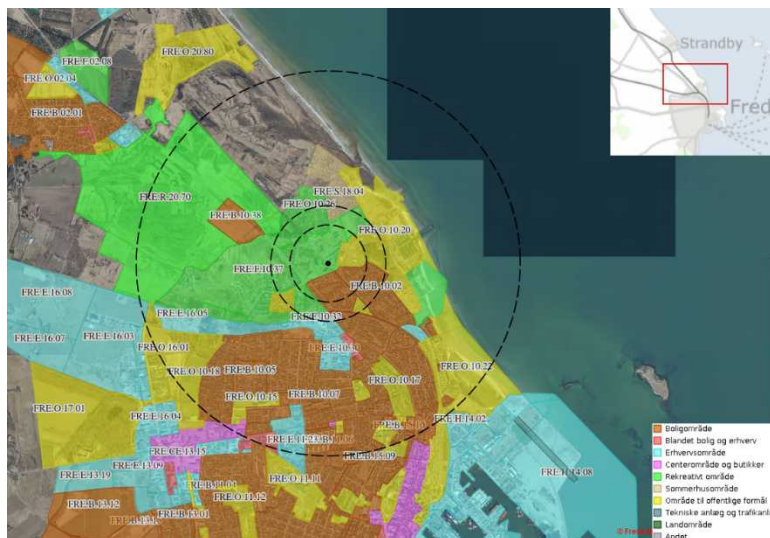 Strandby
Fred
FRE.O.20.80
FRE.F.02.08
FRE.O.02.04
FRE.B.02.01
FRE.R.20.70
FRE.B.10.38
FRE.O.10.26
FRE.S.18.04
FRE.O.10.20
FRE.F.10.37
FRE.B.10.02
FRE.E.16.08
FRE.E.16.05
FRE.E.16.07
FRE.E.16.03
FRE.O.16.01
FRE.O.10.18
FRE.B.10.05
FRE.O.10.15
FRE.B.10.07
FRE.O.10.17
FRE.O.10.22
FRE.O.17.01
FRE.E.16.04
FRE.H.14.02
FRE.CE.13.15
FRE.E.13.09
FRE.E.13.19
FRE.H.14.08
FRE.B.15.09
FRE.O.11.11
FRE.O.11.12
FRE.B.11.04
FRE.B.13.12
FRE.B.13.01
Boligområde
Blandet bolig og erhverv
Erhvervsområde
Centerområde og butikker
Rekreativt område
Sommerhusområde
Område til offentlige formål
Tekniske anlæg og trafikanl
Landområde
Andet